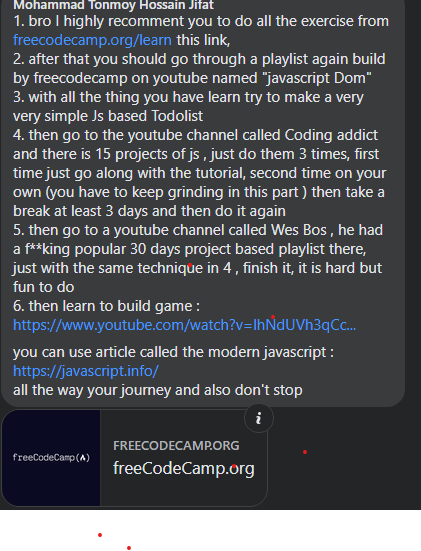 Mohammad Tonmoy Hossain Jifat
1. bro I highly recomment you to do all the exercise from
freecodecamp.org/learn this link,
2. after that you should go through a playlist again build
by freecodecamp on youtube named "javascript Dom"
3. with all the thing you have learn try to make a very
very simple Js based Todolist
4. then go to the youtube channel called Coding addict
and there is 15 projects of js , just do them 3 times, first
time just go along with the tutorial, second time on your
own (you have to keep grinding in this part ) then take a
break at least 3 days and then do it again
5. then go to a youtube channel called Wes Bos , he had
a f**king popular 30 days project based playlist there,
just with the same technique in 4 , finish it, it is hard but
fun to do
6. then learn to build game :
https://www.youtube.com/watch?v=IhNdUVh3qCc...
you can use article called the modern javascript :
https://javascript.info/
all the way your journey and also don't stop
i
FREECODECAMP.ORG
freeCodeCamp(A)
freeCodeCamp.org